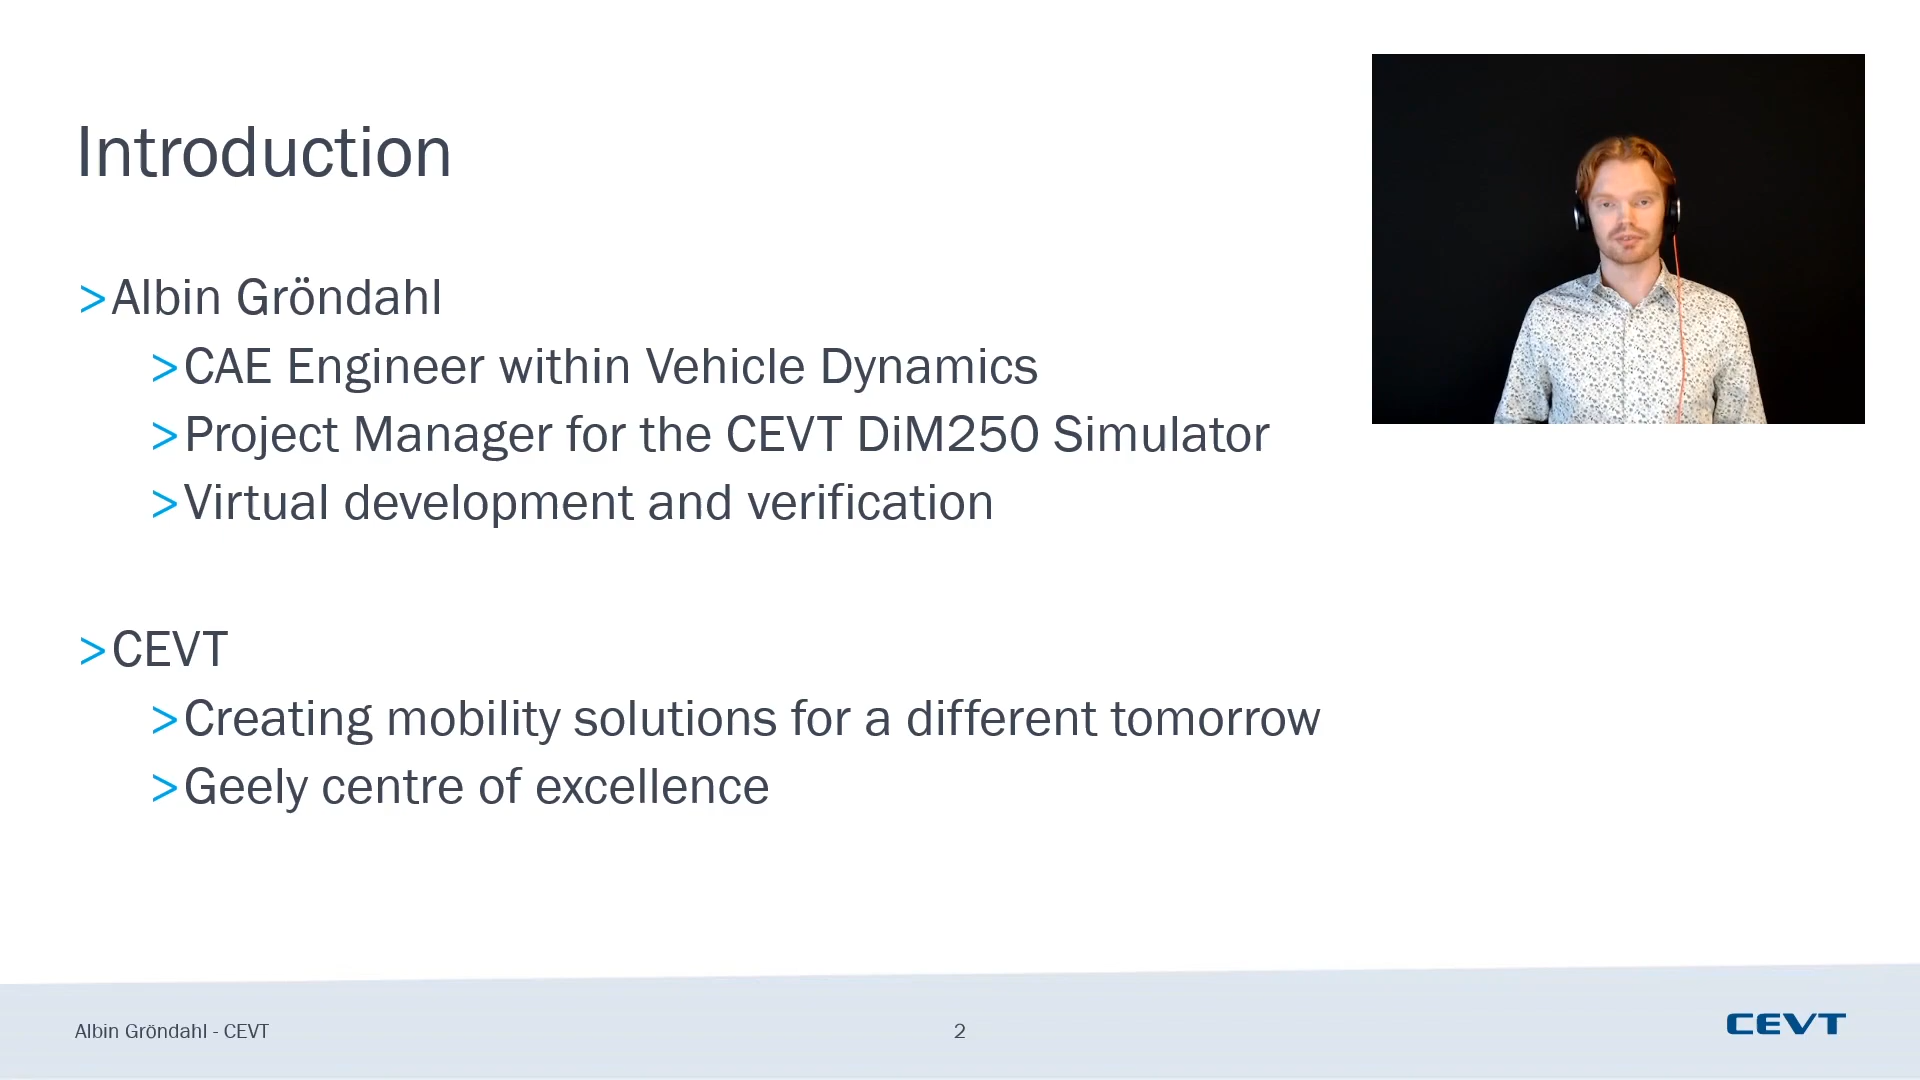 Introduction
>Albin Gröndahl
>CAE Engineer within Vehicle Dynamics
>Project Manager for the CEVT DiM250 Simulator
>Virtual development and verification
>CEVT
>Creating mobility solutions for a different tomorrow
>Geely centre of excellence
Albin Gröndahl - CEVT
2
CEVT